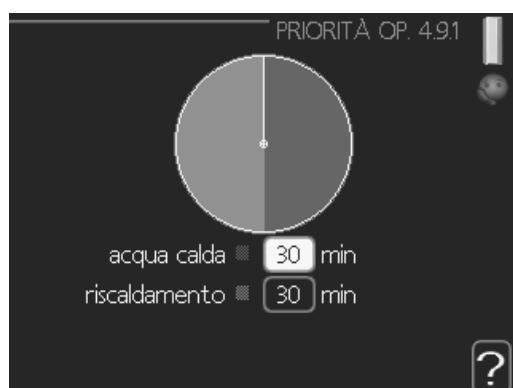 PRIORITÀ OP. 4.9.1
acqua calda 30 min
riscaldamento 30 min
?